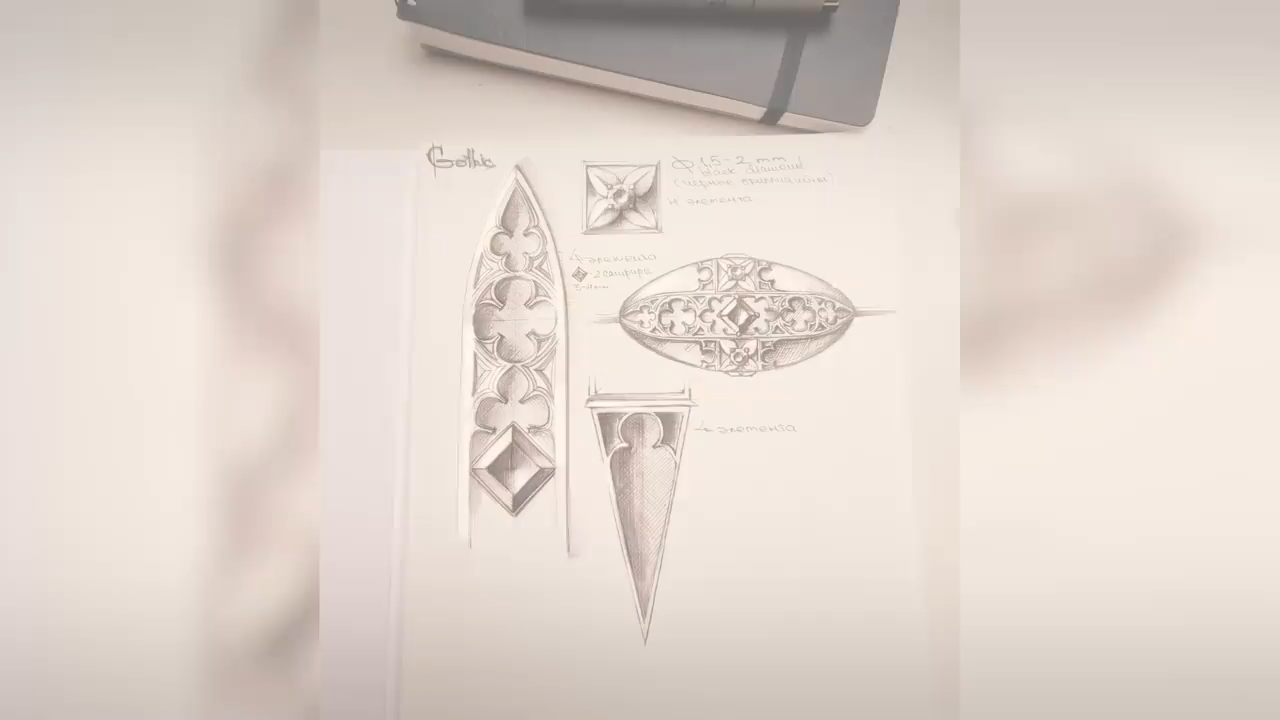 Gothic
Ф 1.5-2 mm
Black diamond
(черные бриллианты)
4 элемента
4 элемента
- 2 сапфира
4 элемента